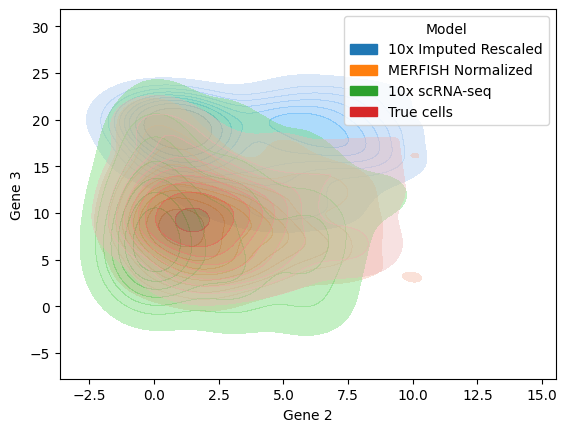 Model
10x Imputed Rescaled
MERFISH Normalized
10x scRNA-seq
True cells
30
25
20
15
10
5
0
−5
Gene 3
−2.5 0.0 2.5 5.0 7.5 10.0 12.5 15.0
Gene 2